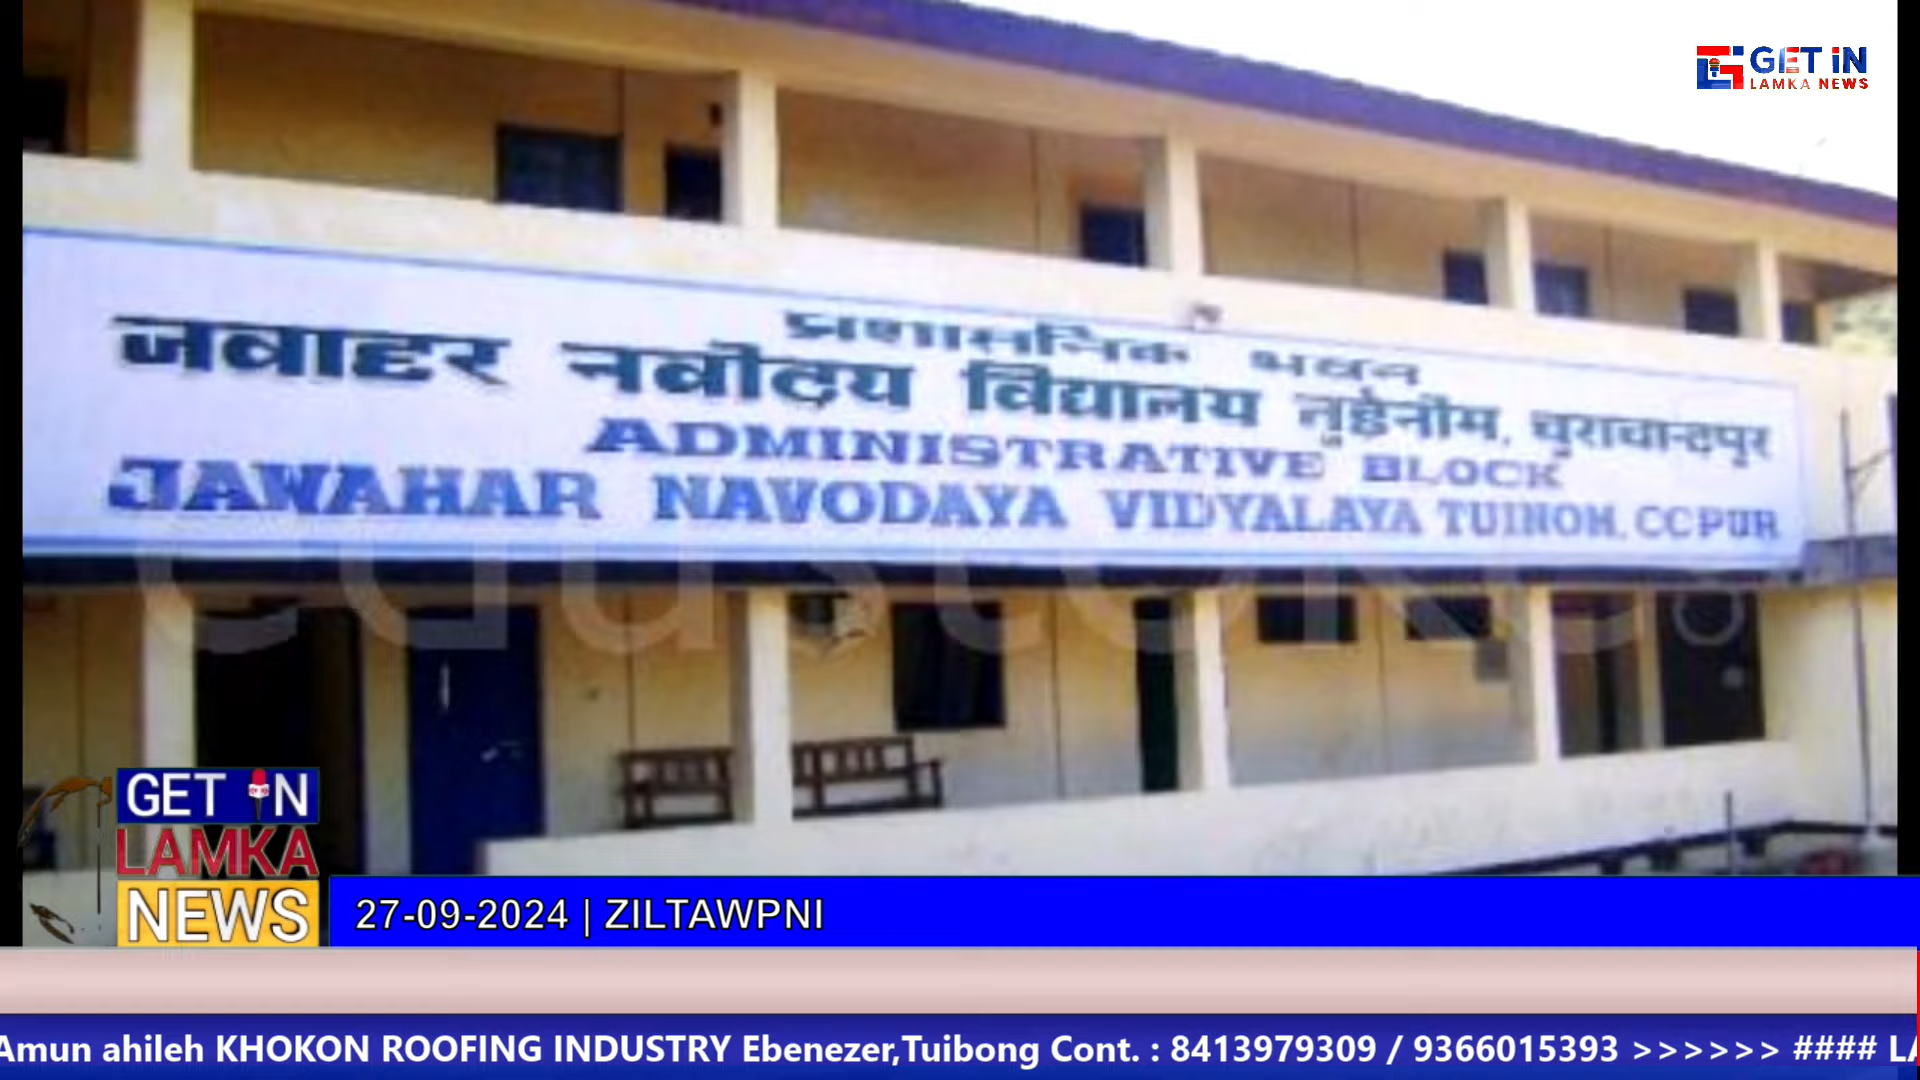 GET iN
LAMKA NEWS
प्रशासनिक भवन
जवाहर नवोदय विद्यालय तुईनोम, चुराचान्दपुर
ADMINISTRATIVE BLOCK
JAWAHAR NAVODAYA VIDYALAYA TUINOM, CCPUR
GET iN
LAMKA
NEWS
27-09-2024 | ZILTAWPNI
Amun ahileh KHOKON ROOFING INDUSTRY Ebenezer,Tuibong Cont. : 8413979309 / 9366015393 >>>>>> ####